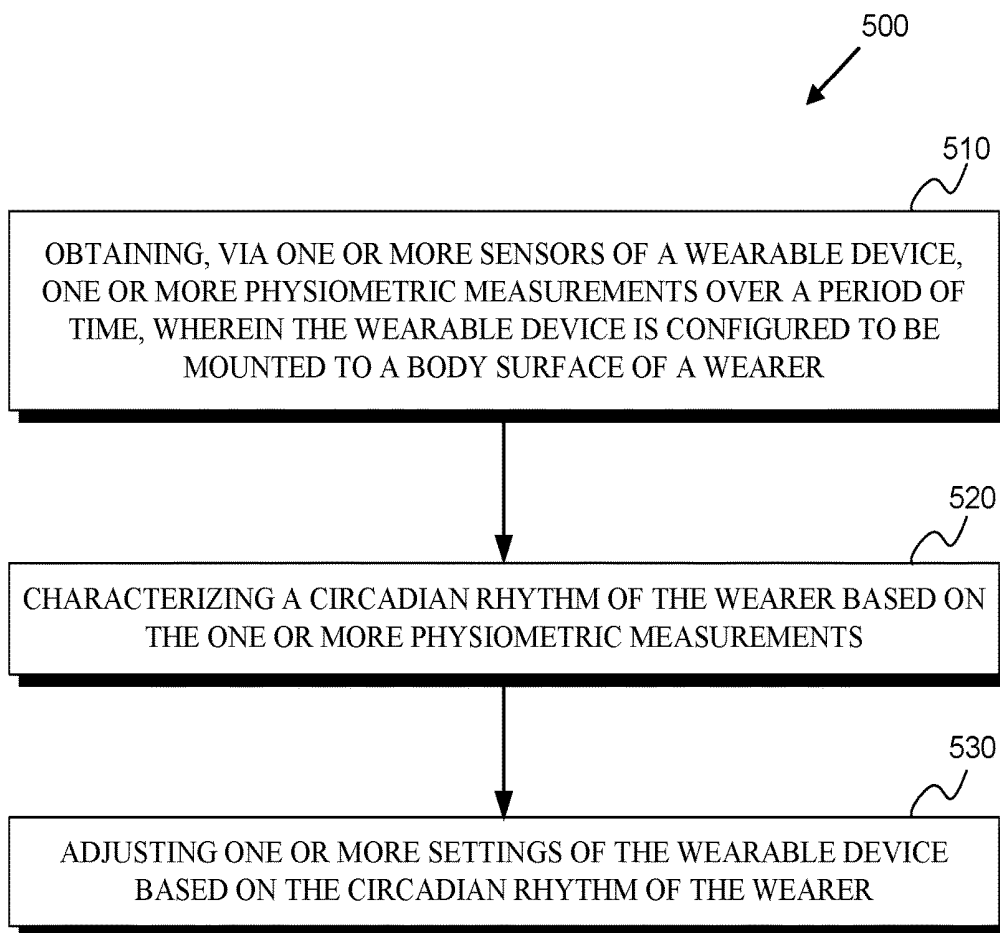 500
510
OBTAINING, VIA ONE OR MORE SENSORS OF A WEARABLE DEVICE,
ONE OR MORE PHYSIOMETRIC MEASUREMENTS OVER A PERIOD OF
TIME, WHEREIN THE WEARABLE DEVICE IS CONFIGURED TO BE
MOUNTED TO A BODY SURFACE OF A WEARER
520
CHARACTERIZING A CIRCADIAN RHYTHM OF THE WEARER BASED ON
THE ONE OR MORE PHYSIOMETRIC MEASUREMENTS
530
ADJUSTING ONE OR MORE SETTINGS OF THE WEARABLE DEVICE
BASED ON THE CIRCADIAN RHYTHM OF THE WEARER